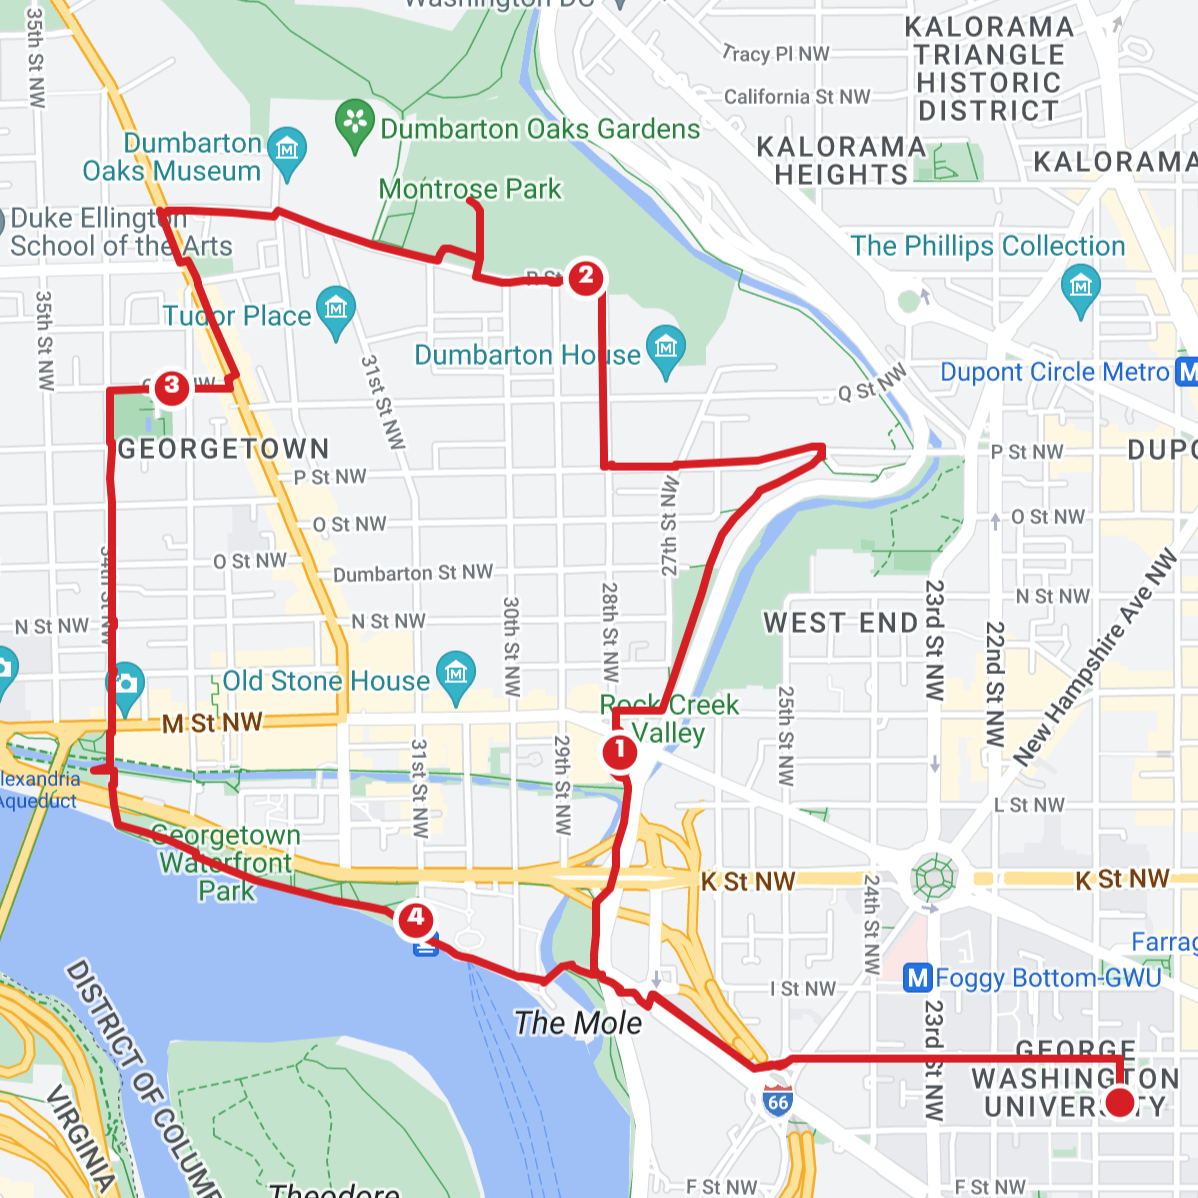 Washington DC
35th St NW
KALORAMA
TRIANGLE
HISTORIC
DISTRICT
Tracy Pl NW
California St NW
KALORAMA
HEIGHTS
KALORAMA
Dumbarton Oaks Gardens
Dumbarton
Oaks Museum
Montrose Park
Duke Ellington
School of the Arts
The Phillips Collection
2
35th St NW
Tudor Place
Dumbarton House
31st St NW
Q St NW
Dupont Circle Metro
M
3
GEORGETOWN
P St NW
P St NW
DUPO
27th St NW
O St NW
O St NW
O St NW
Dumbarton St NW
34th St NW
30th St NW
28th St NW
23rd St NW
N St NW
N St NW
N St NW
WEST END
22nd St NW
New Hampshire Ave NW
Old Stone House
Rock Creek
Valley
25th St NW
M St NW
1
31st St NW
29th St NW
lexandria
Aqueduct
L St NW
Georgetown
Waterfront
Park
K St NW
K St NW
24th St NW
4
Farrag
M
Foggy Bottom-GWU
I St NW
The Mole
23rd St NW
DISTRICT OF COLUM
VIRGINIA
GEORGE
WASHINGTON
UNIVERSITY
66
F St NW
F St NW
Theodore